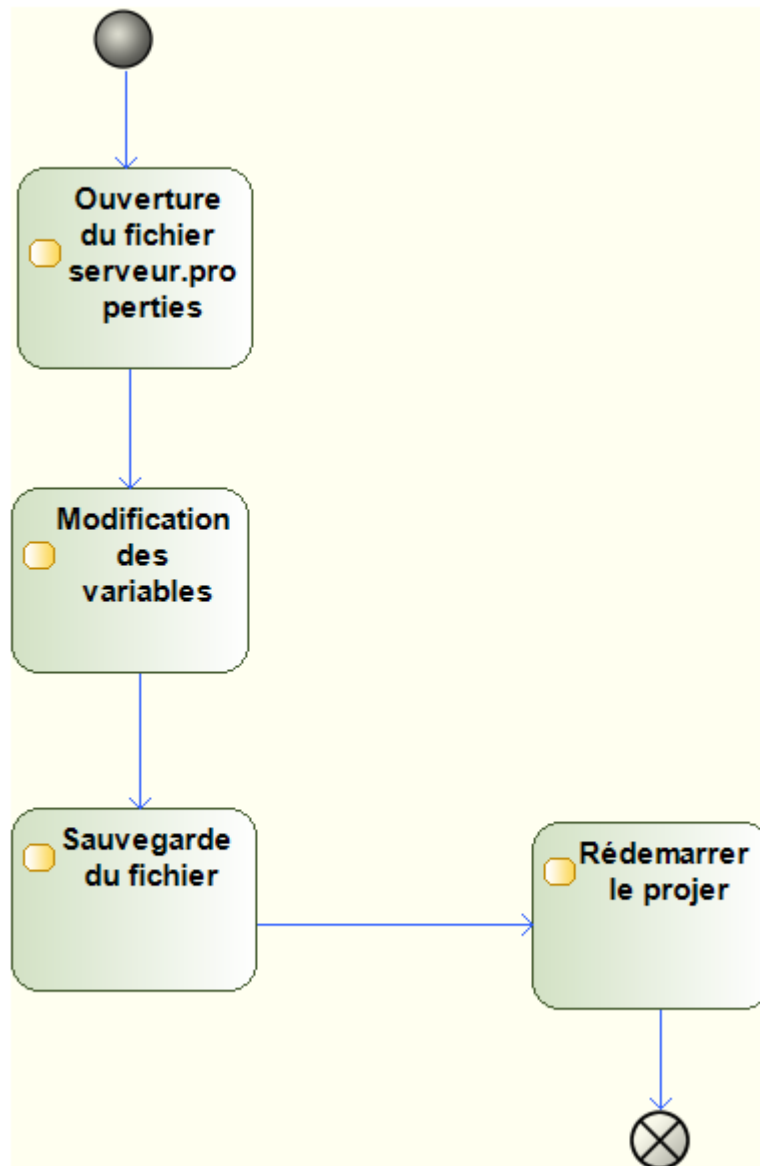 Ouverture
du fichier
serveur.pro
perties
Modification
des
variables
Sauvegarde
du fichier
Rédemarrer
le projer